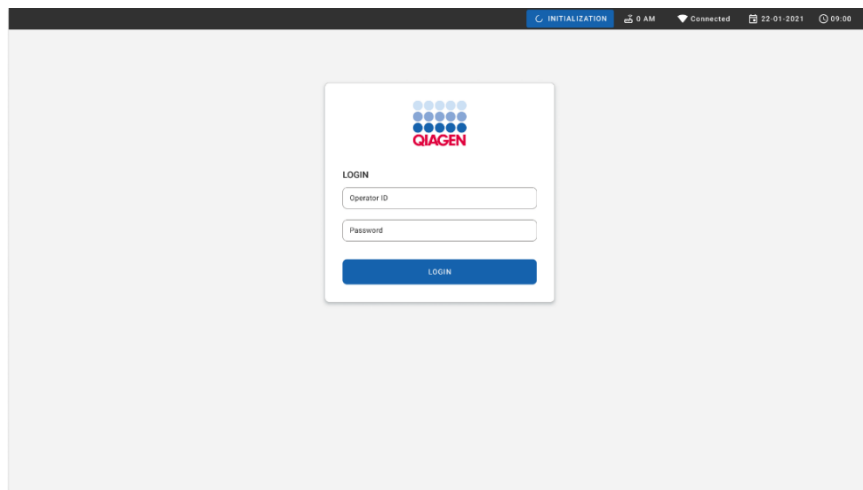 INITIALIZATION 0 AM Connected 22-01-2021 09:00
QIAGEN
LOGIN
Operator ID
Password
LOGIN